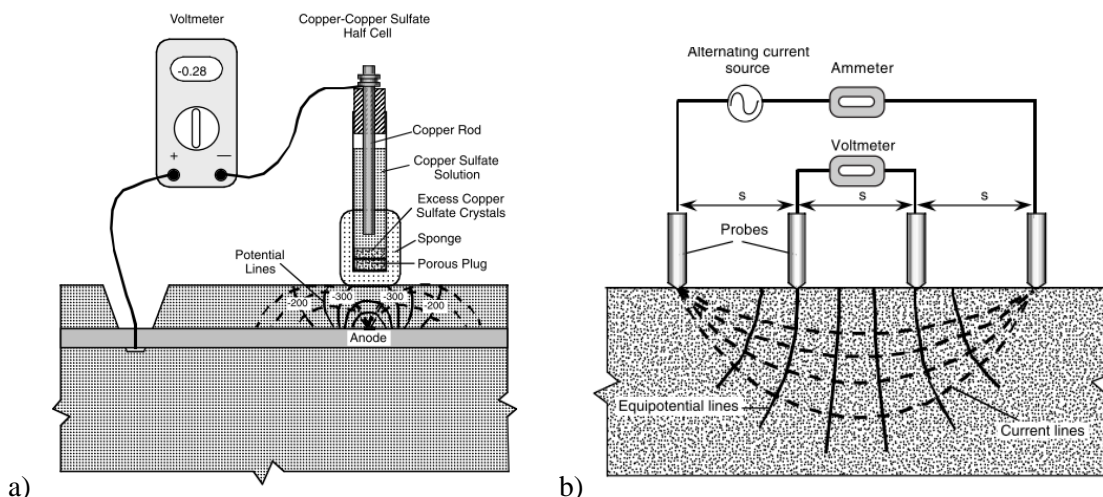 Voltmeter
Copper-Copper Sulfate
Half Cell
-0.28
+
—
Copper Rod
Copper Sulfate
Solution
Excess Copper
Sulfate Crystals
Sponge
Porous Plug
Potential
Lines
-200
-300
-300
-200
Anode
a)
Alternating current
source
Ammeter
Voltmeter
s
s
s
Probes
Equipotential lines
Current lines
b)